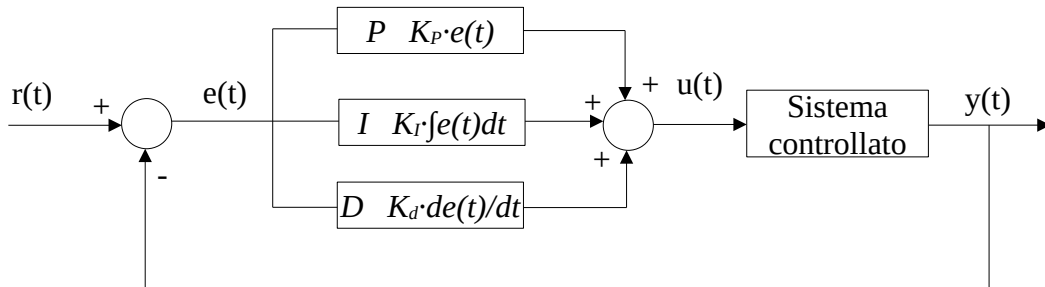 P K_P·e(t)
r(t)
+
e(t)
I K_I·∫e(t)dt
+
+
u(t)
Sistema
controllato
y(t)
-
+
D K_d·de(t)/dt